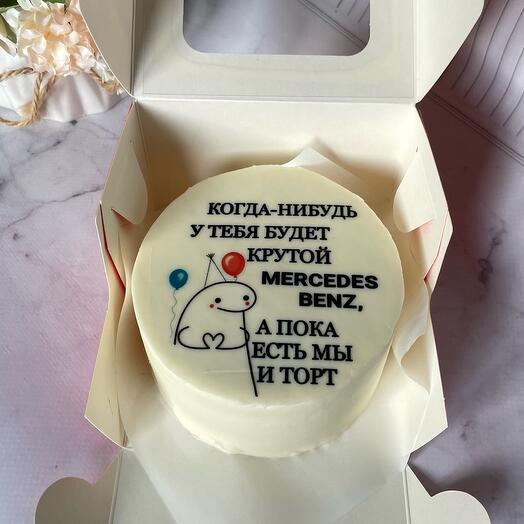 КОГДА-НИБУДЬ
У ТЕБЯ БУДЕТ
КРУТОЙ
MERCEDES
BENZ,
А ПОКА
ЕСТЬ МЫ
И ТОРТ